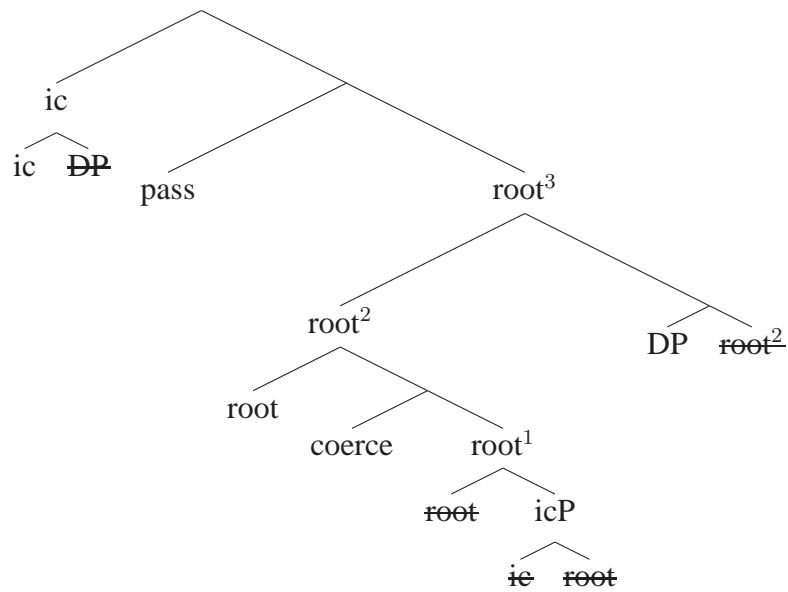 ic
ic DP
pass root³
root² DP root²
root
coerce root¹
root icP
ic root